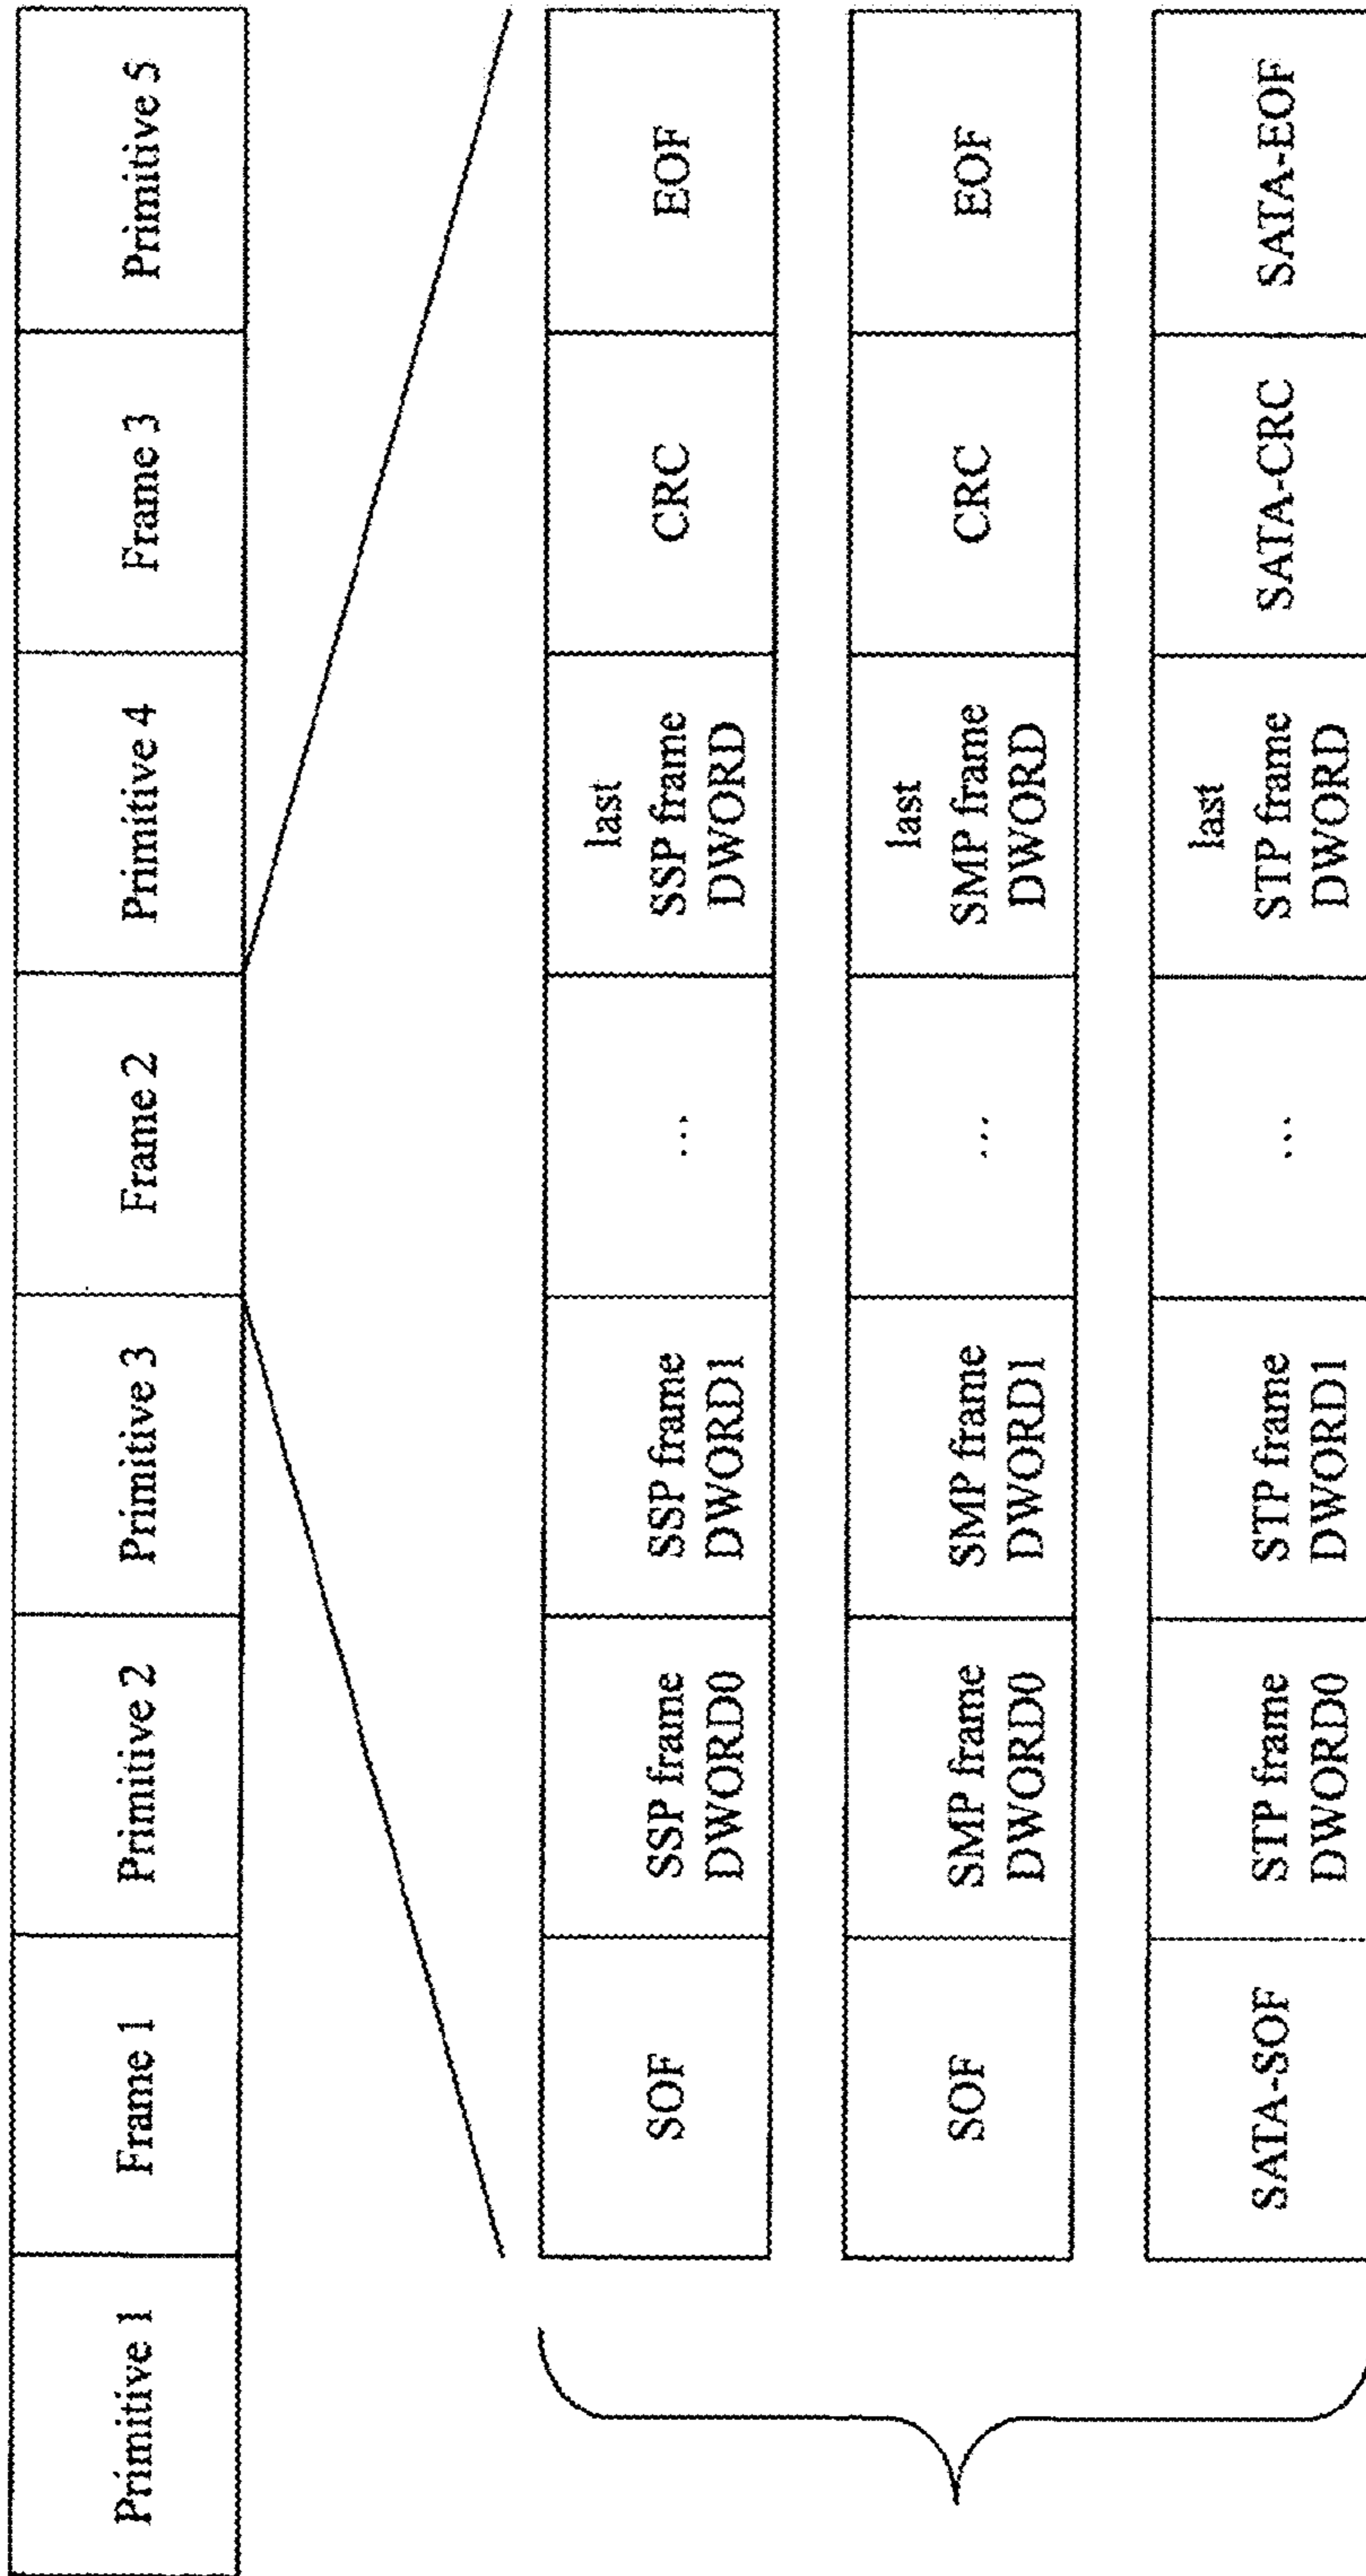 Primitive 1
Frame 1
Primitive 2
Primitive 3
Frame 2
Primitive 4
Frame 3
Primitive 5
SOF
SSP frame
DWORD0
SSP frame
DWORD1
...
last
SSP frame
DWORD
CRC
EOF
SOF
SMP frame
DWORD0
SMP frame
DWORD1
...
last
SMP frame
DWORD
CRC
EOF
SATA-SOF
STP frame
DWORD0
STP frame
DWORD1
...
last
STP frame
DWORD
SATA-CRC
SATA-EOF